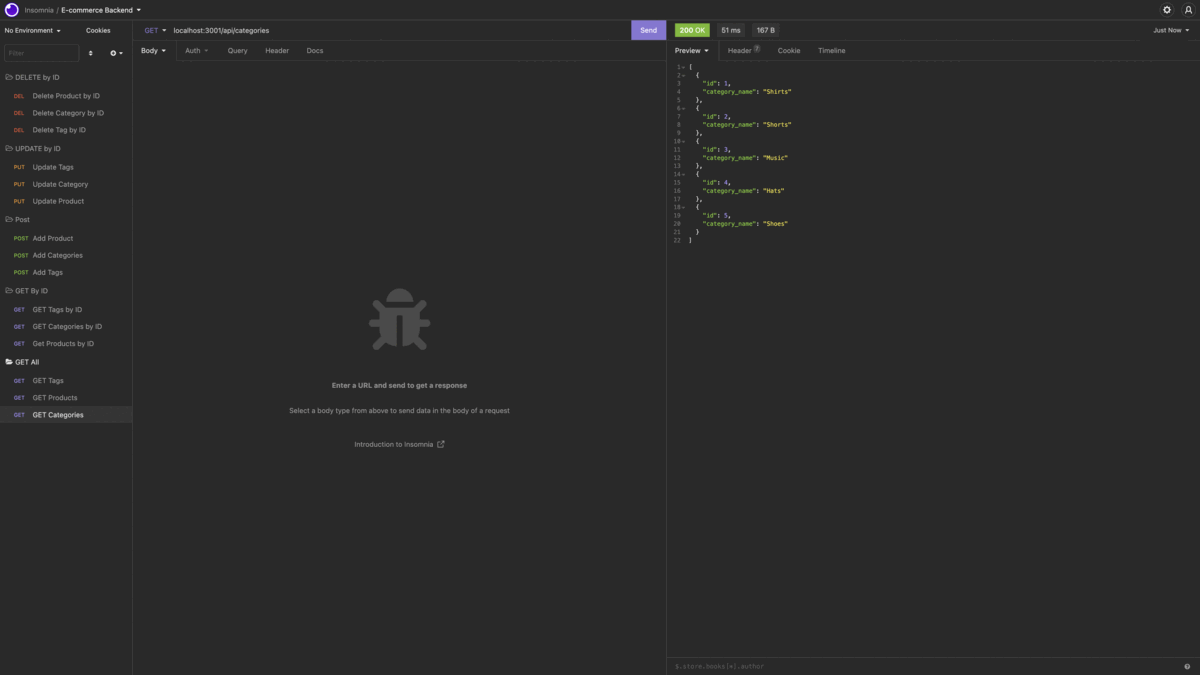 Insomnia / E-commerce Backend
No Environment
Cookies
Filter
DELETE by ID
DEL Delete Product by ID
DEL Delete Category by ID
DEL Delete Tag by ID
UPDATE by ID
PUT Update Tags
PUT Update Category
PUT Update Product
Post
POST Add Product
POST Add Categories
POST Add Tags
GET By ID
GET GET Tags by ID
GET GET Categories by ID
GET Get Products by ID
GET All
GET GET Tags
GET GET Products
GET GET Categories
GET localhost:3001/api/categories Send
Body Auth Query Header Docs
Enter a URL and send to get a response
Select a body type from above to send data in the body of a request
Introduction to Insomnia
200 OK 51 ms 167 B Just Now
Preview Header 7 Cookie Timeline
1 [
2 {
3 "id": 1,
4 "category_name": "Shirts"
5 },
6 {
7 "id": 2,
8 "category_name": "Shorts"
9 },
10 {
11 "id": 3,
12 "category_name": "Music"
13 },
14 {
15 "id": 4,
16 "category_name": "Hats"
17 },
18 {
19 "id": 5,
20 "category_name": "Shoes"
21 }
22 ]
$.store.books[*].author